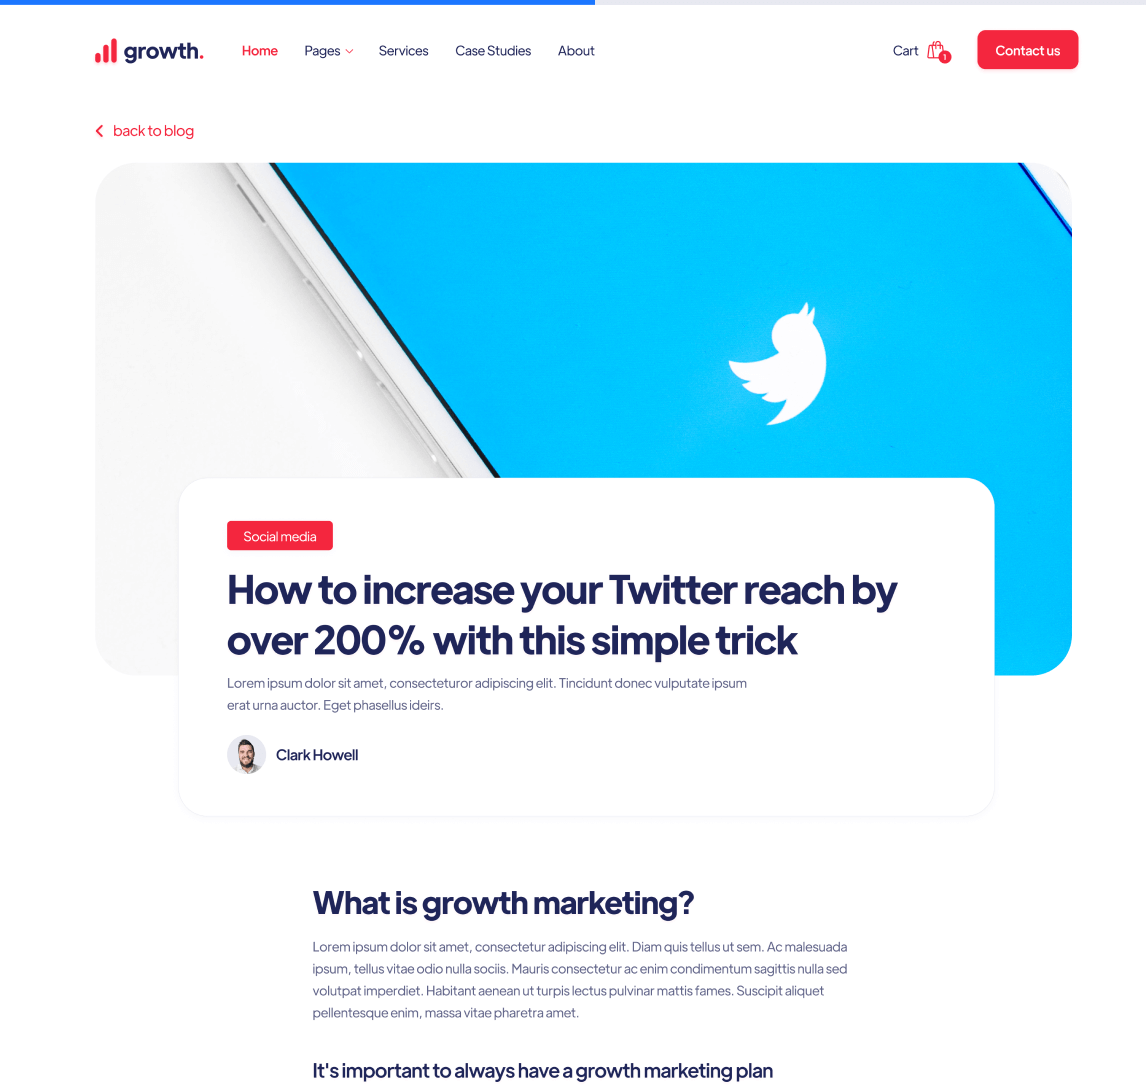 growth.
Home
Pages
Services
Case Studies
About
Cart
1
Contact us
back to blog
Social media
How to increase your Twitter reach by
over 200% with this simple trick
Lorem ipsum dolor sit amet, consecteturor adipiscing elit. Tincidunt donec vulputate ipsum
erat urna auctor. Eget phasellus ideirs.
Clark Howell
What is growth marketing?
Lorem ipsum dolor sit amet, consectetur adipiscing elit. Diam quis tellus ut sem. Ac malesuada
ipsum, tellus vitae odio nulla sociis. Mauris consectetur ac enim condimentum sagittis nulla sed
volutpat imperdiet. Habitant aenean ut turpis lectus pulvinar mattis fames. Suscipit aliquet
pellentesque enim, massa vitae pharetra amet.
It's important to always have a growth marketing plan